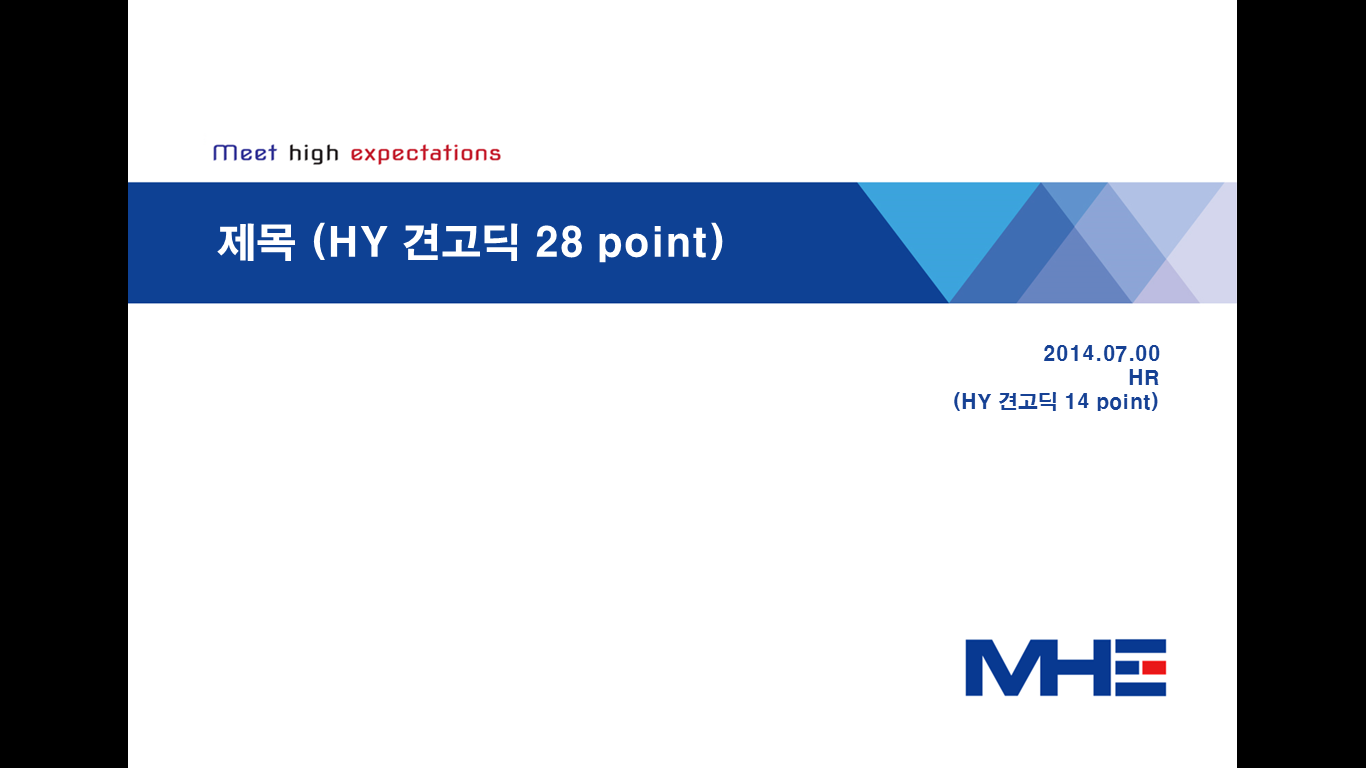 Meet high expectations
제목 (HY 견고딕 28 point)
2014.07.00
HR
(HY 견고딕 14 point)
MHE